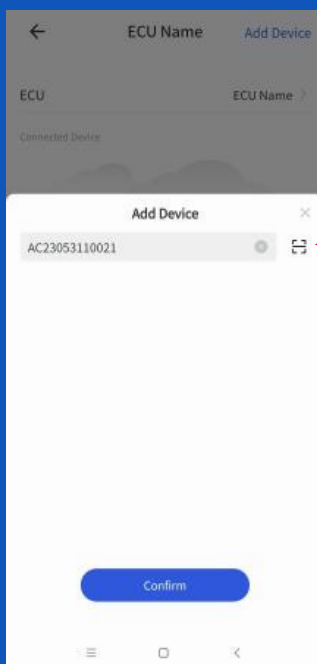 ECU Name Add Device
ECU ECU Name
Connected Device
Add Device
AC23053110021
Confirm